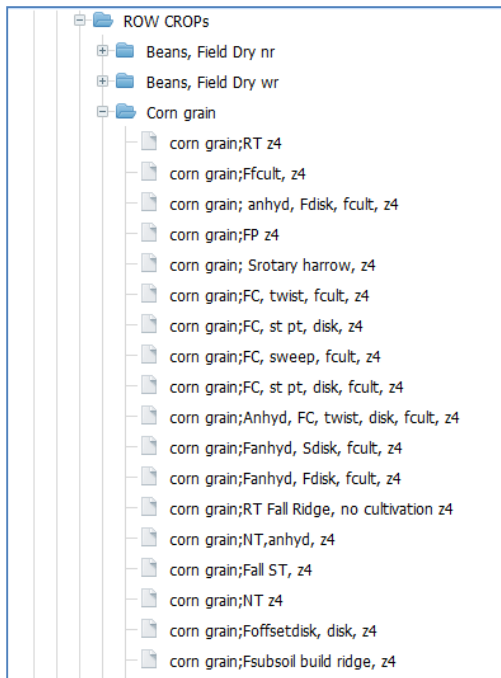 ROW CROPs
Beans, Field Dry nr
Beans, Field Dry wr
Corn grain
corn grain;RT z4
corn grain;Ffcult, z4
corn grain; anhyd, Fdisk, fcult, z4
corn grain;FP z4
corn grain; Srotary harrow, z4
corn grain;FC, twist, fcult, z4
corn grain;FC, st pt, disk, z4
corn grain;FC, sweep, fcult, z4
corn grain;FC, st pt, disk, fcult, z4
corn grain;Anhyd, FC, twist, disk, fcult, z4
corn grain;Fanhyd, Sdisk, fcult, z4
corn grain;Fanhyd, Fdisk, fcult, z4
corn grain;RT Fall Ridge, no cultivation z4
corn grain;NT,anhyd, z4
corn grain;Fall ST, z4
corn grain;NT z4
corn grain;Foffsetdisk, disk, z4
corn grain;Fsubsoil build ridge, z4